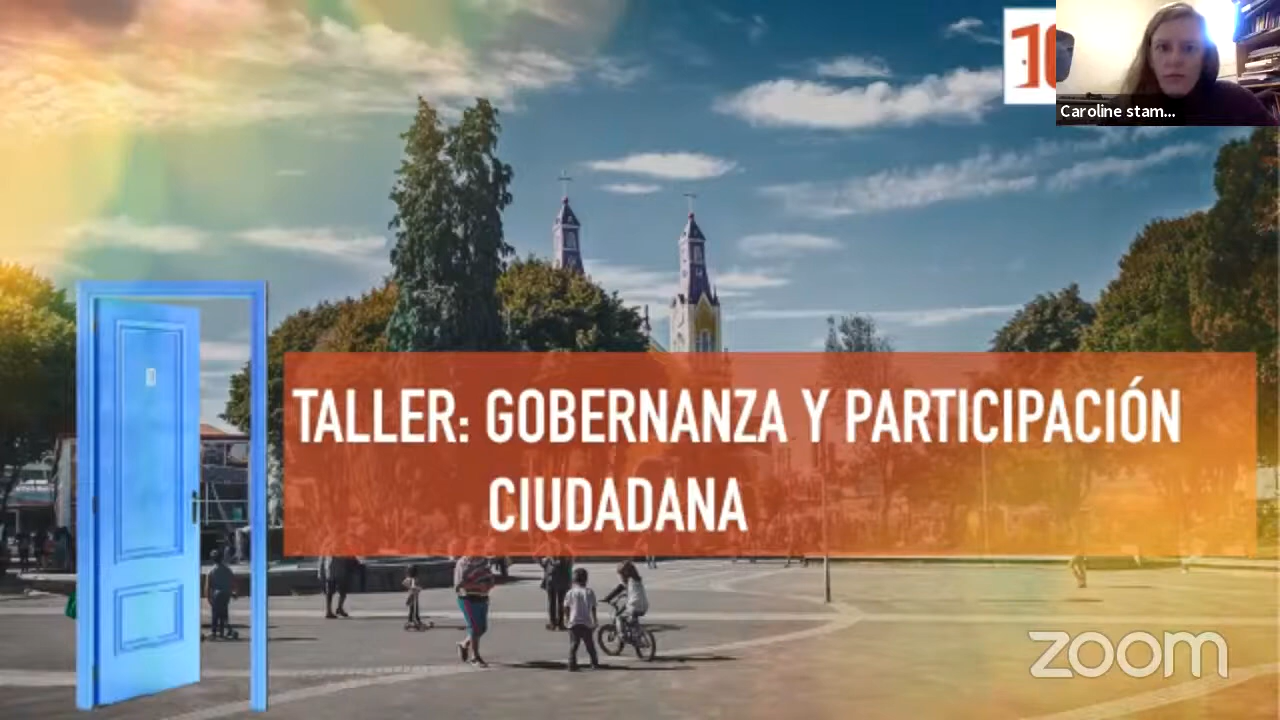 Caroline stam...
TALLER: GOBERNANZA Y PARTICIPACIÓN
CIUDADANA
zoom